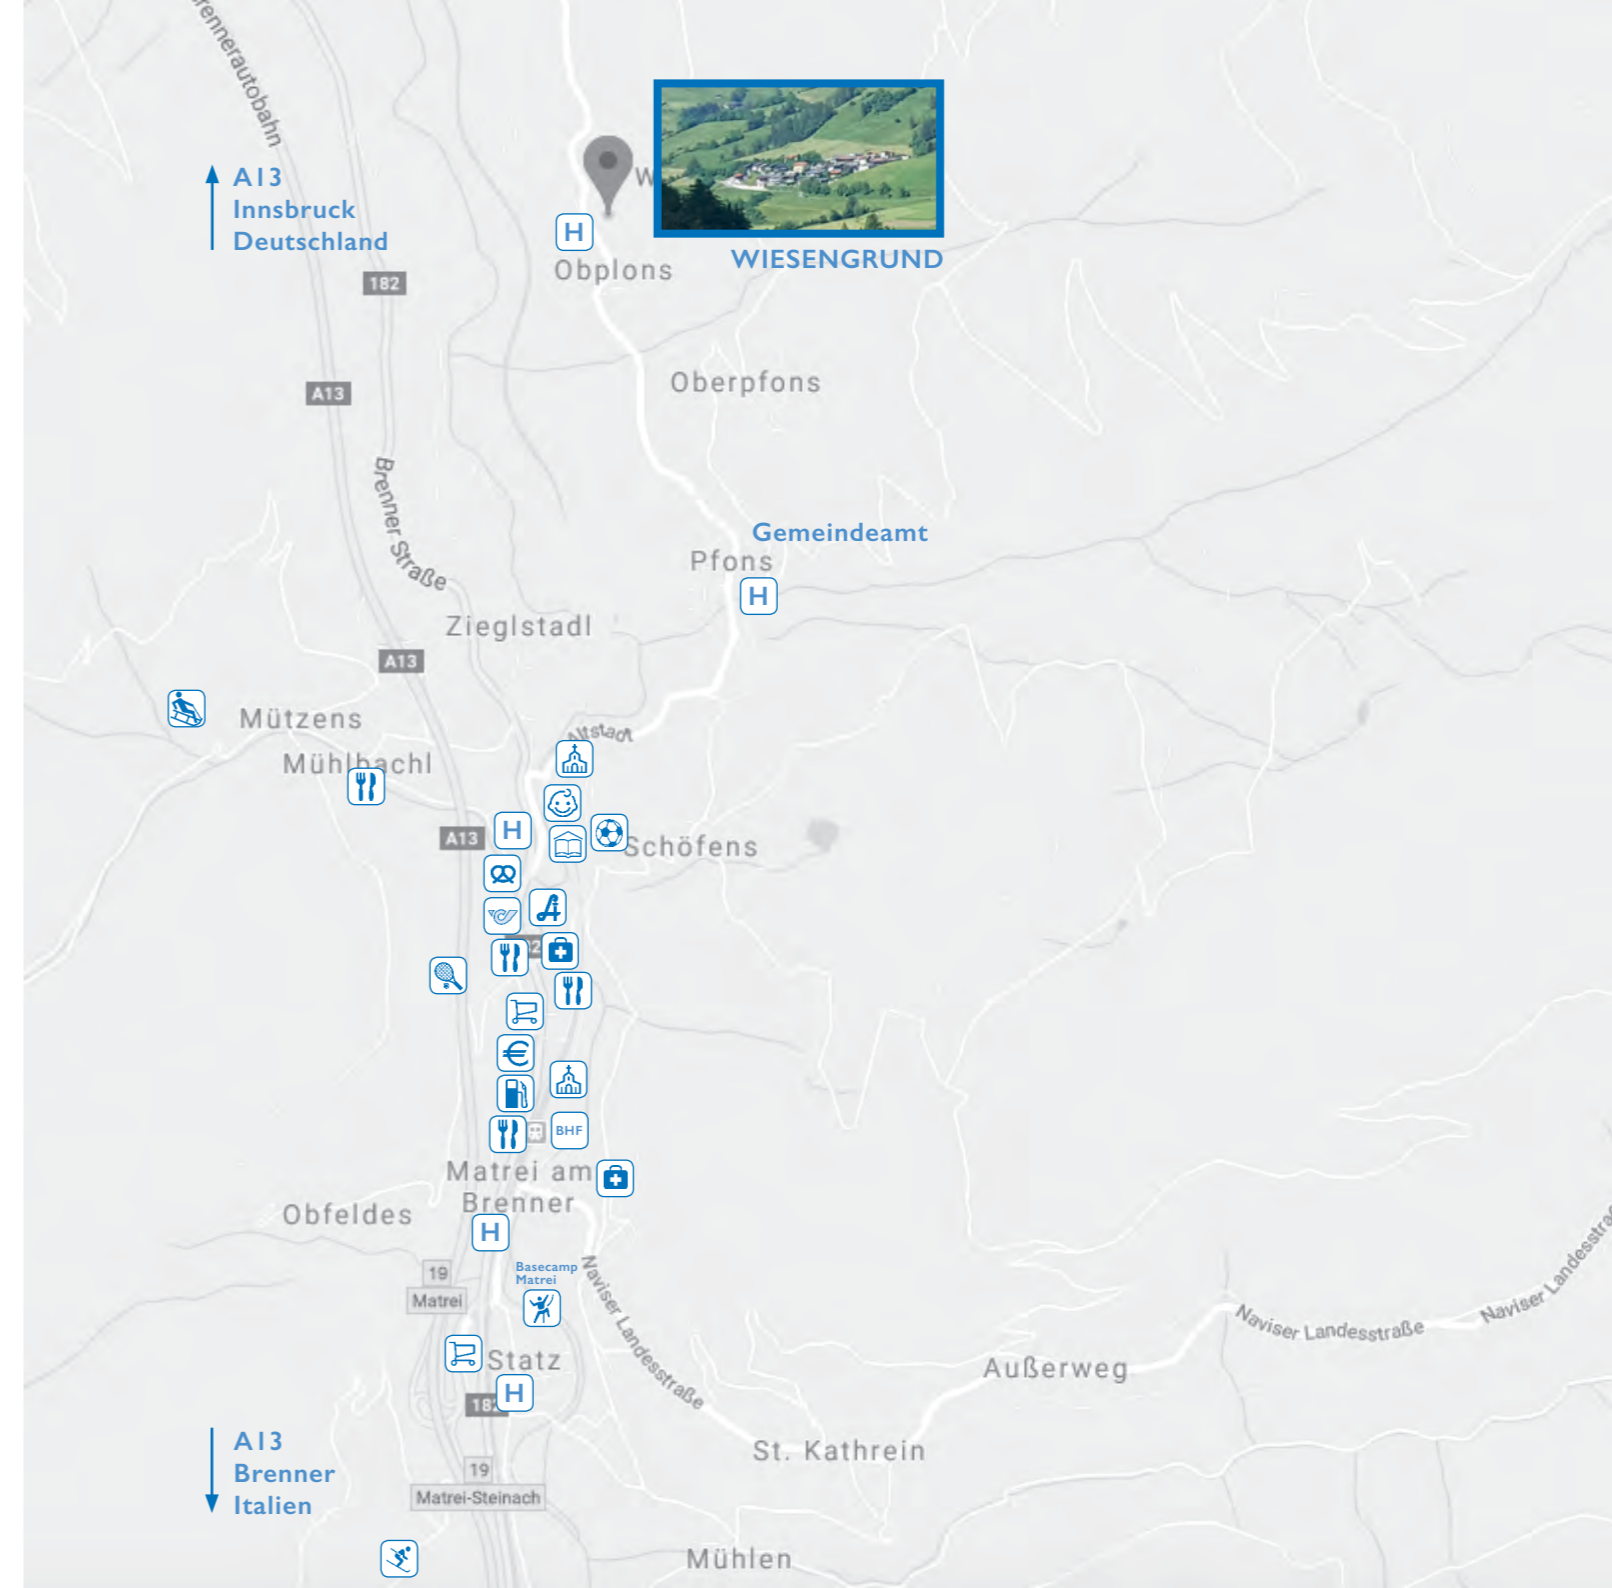 Brennerautobahn
A13
Innsbruck
Deutschland
182
H
Obplons
WIESENGRUND
A13
Oberpfons
Brenner Straße
Gemeindeamt
Pfons
H
Zieglstadl
A13
Mützens
Altstadt
Mühlbachl
H
A13
Schöfens
€
BHF
Matrei am
Brenner
Obfeldes
H
Basecamp
Matrei
19
Matrei
Naviser Landesstraße
Naviser Landesstraße
Naviser Landesstraße
Statz
Außerweg
H
182
A13
Brenner
Italien
St. Kathrein
19
Matrei-Steinach
Mühlen